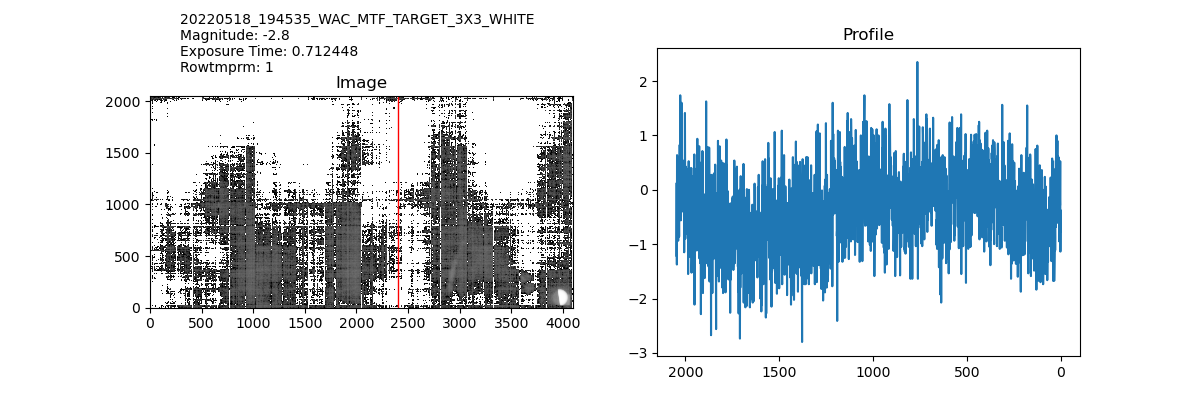 20220518_194535_WAC_MTF_TARGET_3X3_WHITE
Magnitude: -2.8
Exposure Time: 0.712448
Rowtmprm: 1
Image
2000
1500
1000
500
0
0 500 1000 1500 2000 2500 3000 3500 4000
Profile
2
1
0
−1
−2
−3
2000 1500 1000 500 0